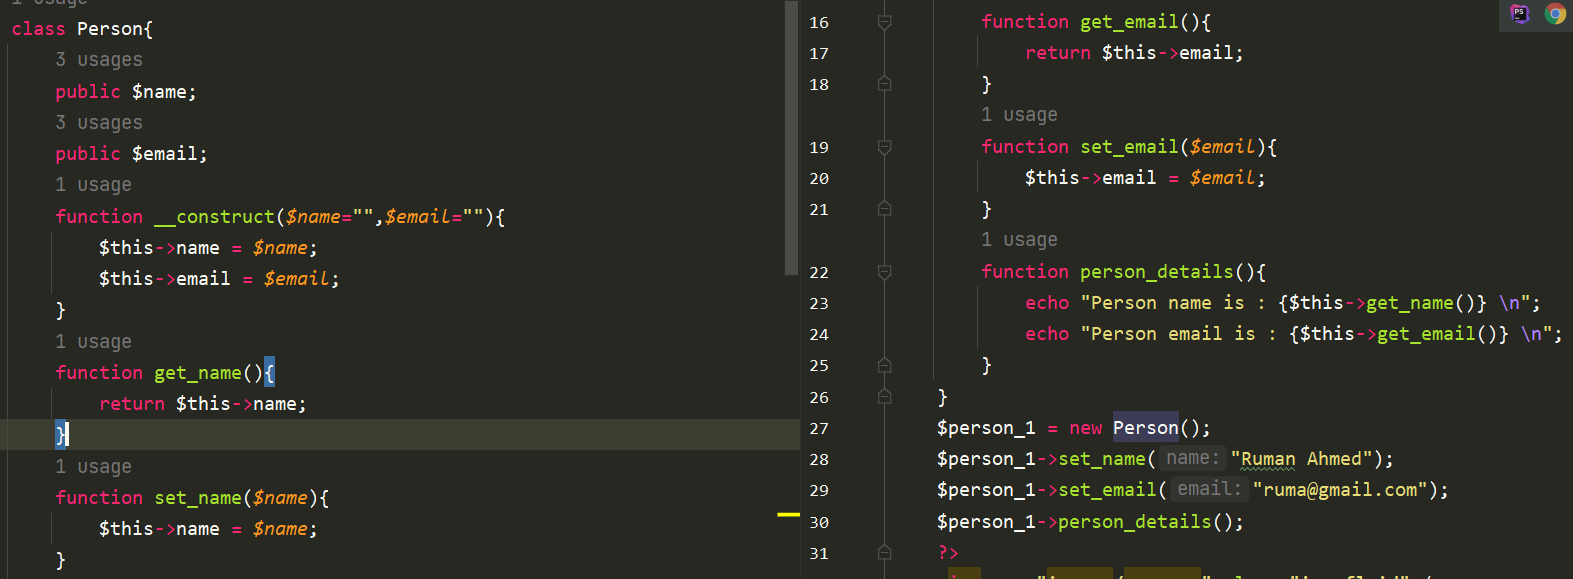 1 usage
class Person{
3 usages
public $name;
3 usages
public $email;
1 usage
function __construct($name="",$email=""){
$this->name = $name;
$this->email = $email;
}
1 usage
function get_name(){
return $this->name;
}
1 usage
function set_name($name){
$this->name = $name;
}
16 function get_email(){
17 return $this->email;
18 }
1 usage
19 function set_email($email){
20 $this->email = $email;
21 }
1 usage
22 function person_details(){
23 echo "Person name is : {$this->get_name()} \n";
24 echo "Person email is : {$this->get_email()} \n";
25 }
26 }
27 $person_1 = new Person();
28 $person_1->set_name( name: "Ruman Ahmed");
29 $person_1->set_email( email: "ruma@gmail.com");
30 $person_1->person_details();
31 ?>
PS